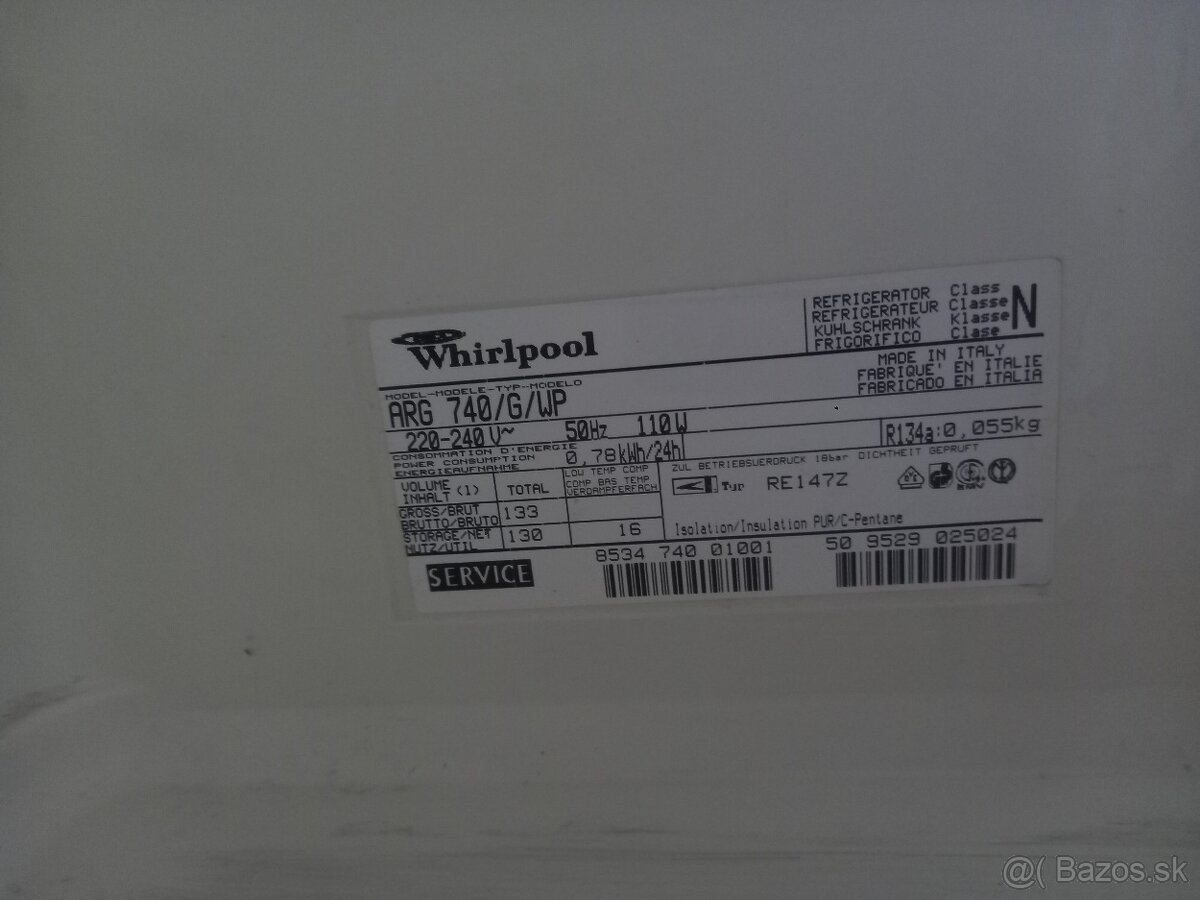 Whirlpool
REFRIGERATOR Class
REFRIGERATEUR Classe
KUHLSCHRANK Klasse
FRIGORIFICO Clase
N
MADE IN ITALY
FABRIQUE' EN ITALIE
FABRICADO EN ITALIA
MODEL-MODELE-TYP-MODELO
ARG 740/G/WP
220-240 V~ 50Hz 110 W
R134a:0,055kg
CONSOMMATION D'ENERGIE
POWER CONSUMPTION
ENERGIEAUFNAHME
0,78kWh/24h
ZUL BETRIEBSUERDRUCK 18bar DICHTHEIT GEPRUFT
VOLUME
INHALT (l)
TOTAL
LOW TEMP COMP
COMP BAS TEMP
VERDAMPFERFACH
Typ RE147Z
GROSS/BRUT
BRUTTO/BRUTO
133
STORAGE/NET
NUTZ/UTIL
130
16
Isolation/Insulation PUR/C-Pentane
SERVICE
8534 740 01001
50 9529 025024
@( Bazos.sk